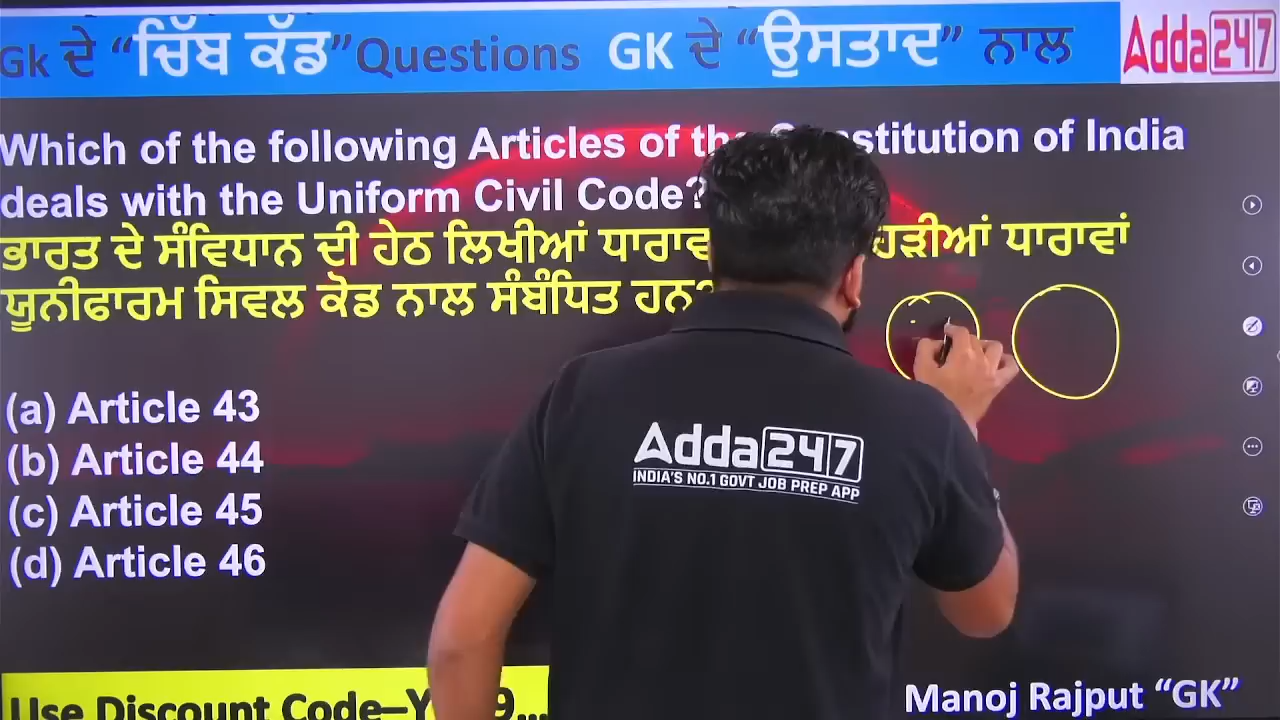 Gk ਦੇ “ਚਿੱਬ ਕੱਡ” Questions GK ਦੇ “ਉਸਤਾਦ” ਨਾਲ
Adda247
Which of the following Articles of the Constitution of India
deals with the Uniform Civil Code?
ਭਾਰਤ ਦੇ ਸੰਵਿਧਾਨ ਦੀ ਹੇਠ ਲਿਖੀਆਂ ਧਾਰਾਵਾਂ
ਯੂਨੀਫਾਰਮ ਸਿਵਲ ਕੋਡ ਨਾਲ ਸੰਬੰਧਿਤ ਹਨ?
(a) Article 43
(b) Article 44
(c) Article 45
(d) Article 46
Adda247
INDIA'S NO.1 GOVT JOB PREP APP
Use Discount Code–
Manoj Rajput “GK”